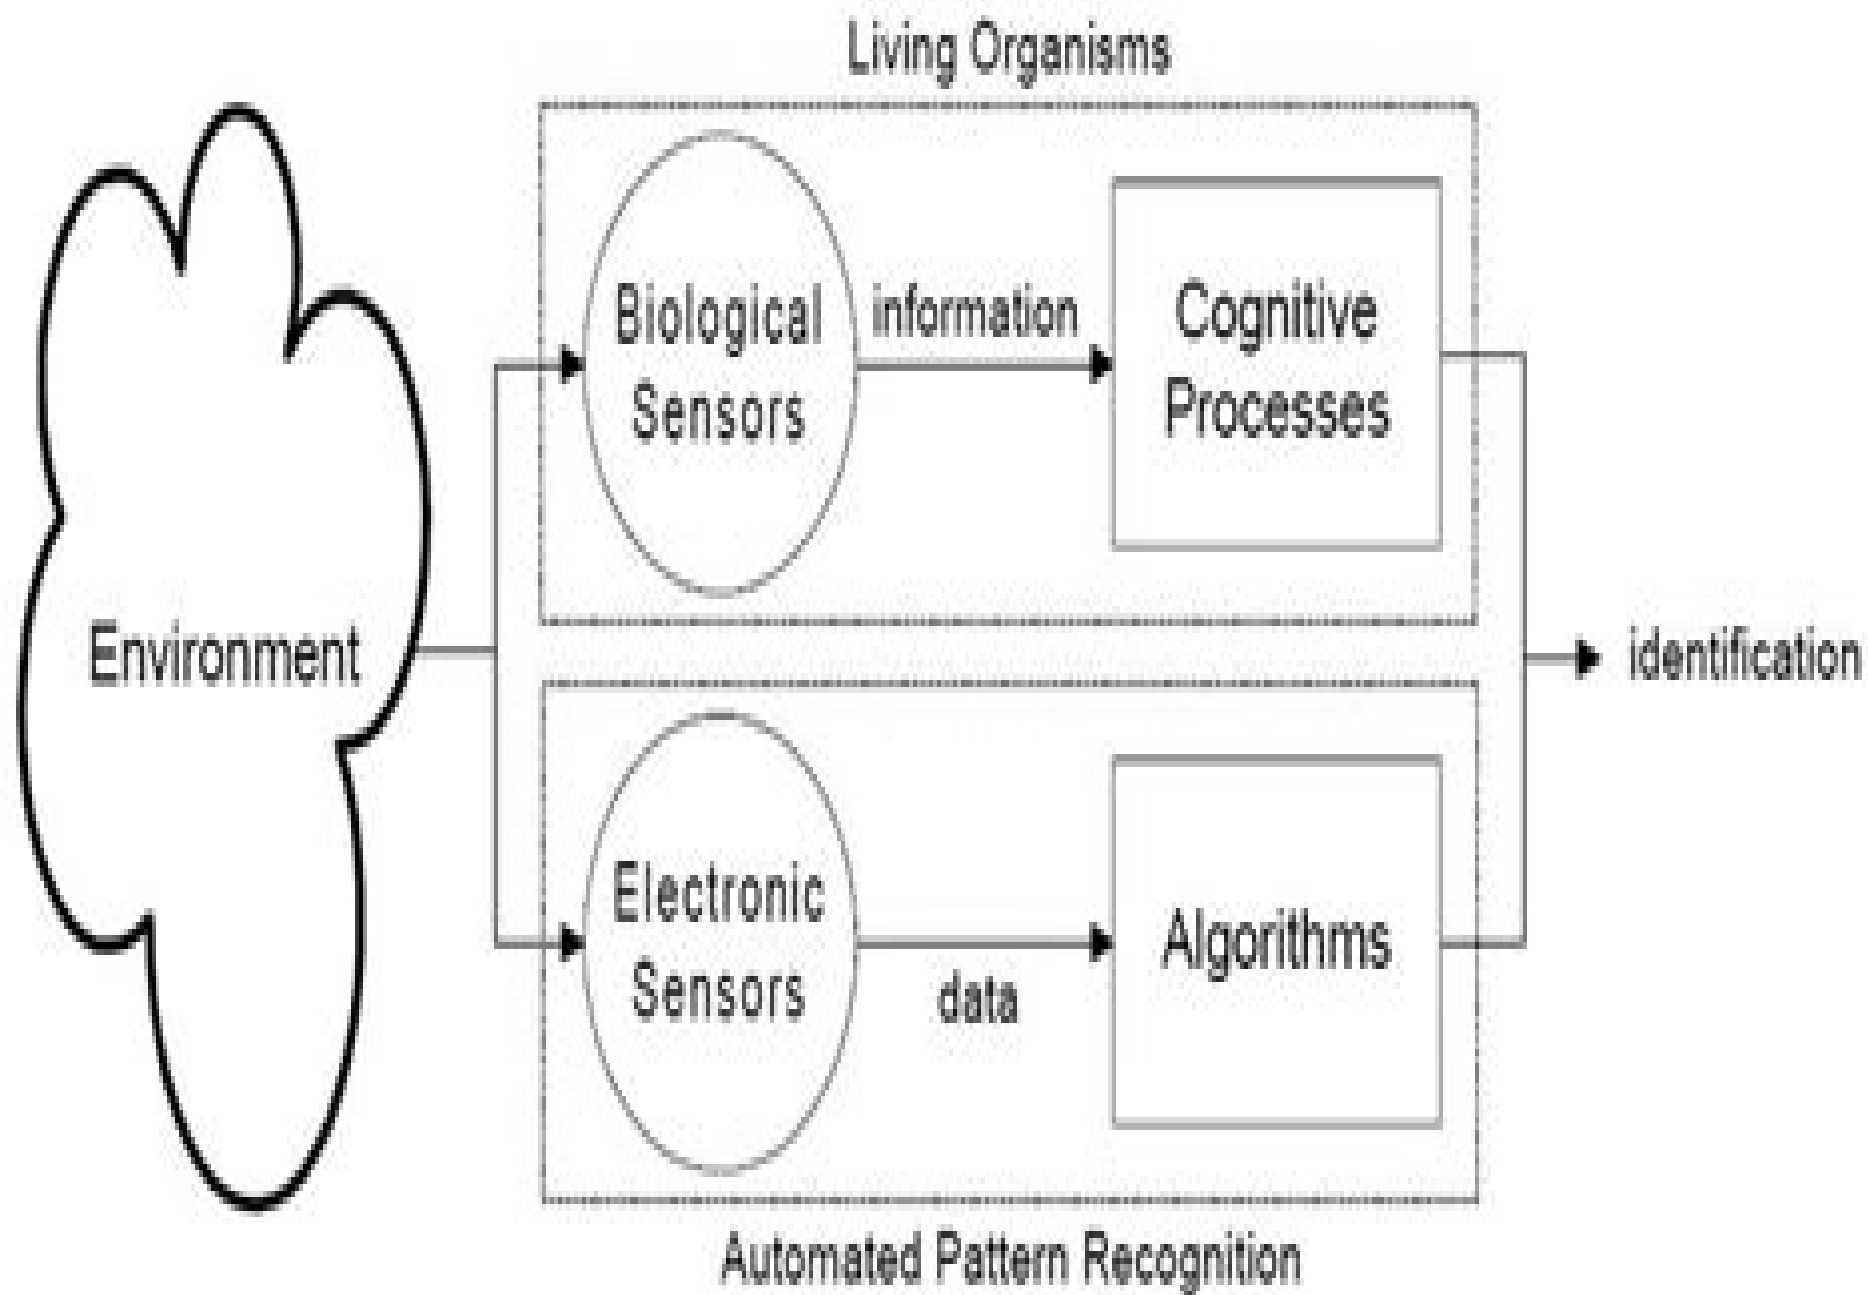 Living Organisms
Biological
Sensors
information
Cognitive
Processes
Environment
identification
Electronic
Sensors
data
Algorithms
Automated Pattern Recognition